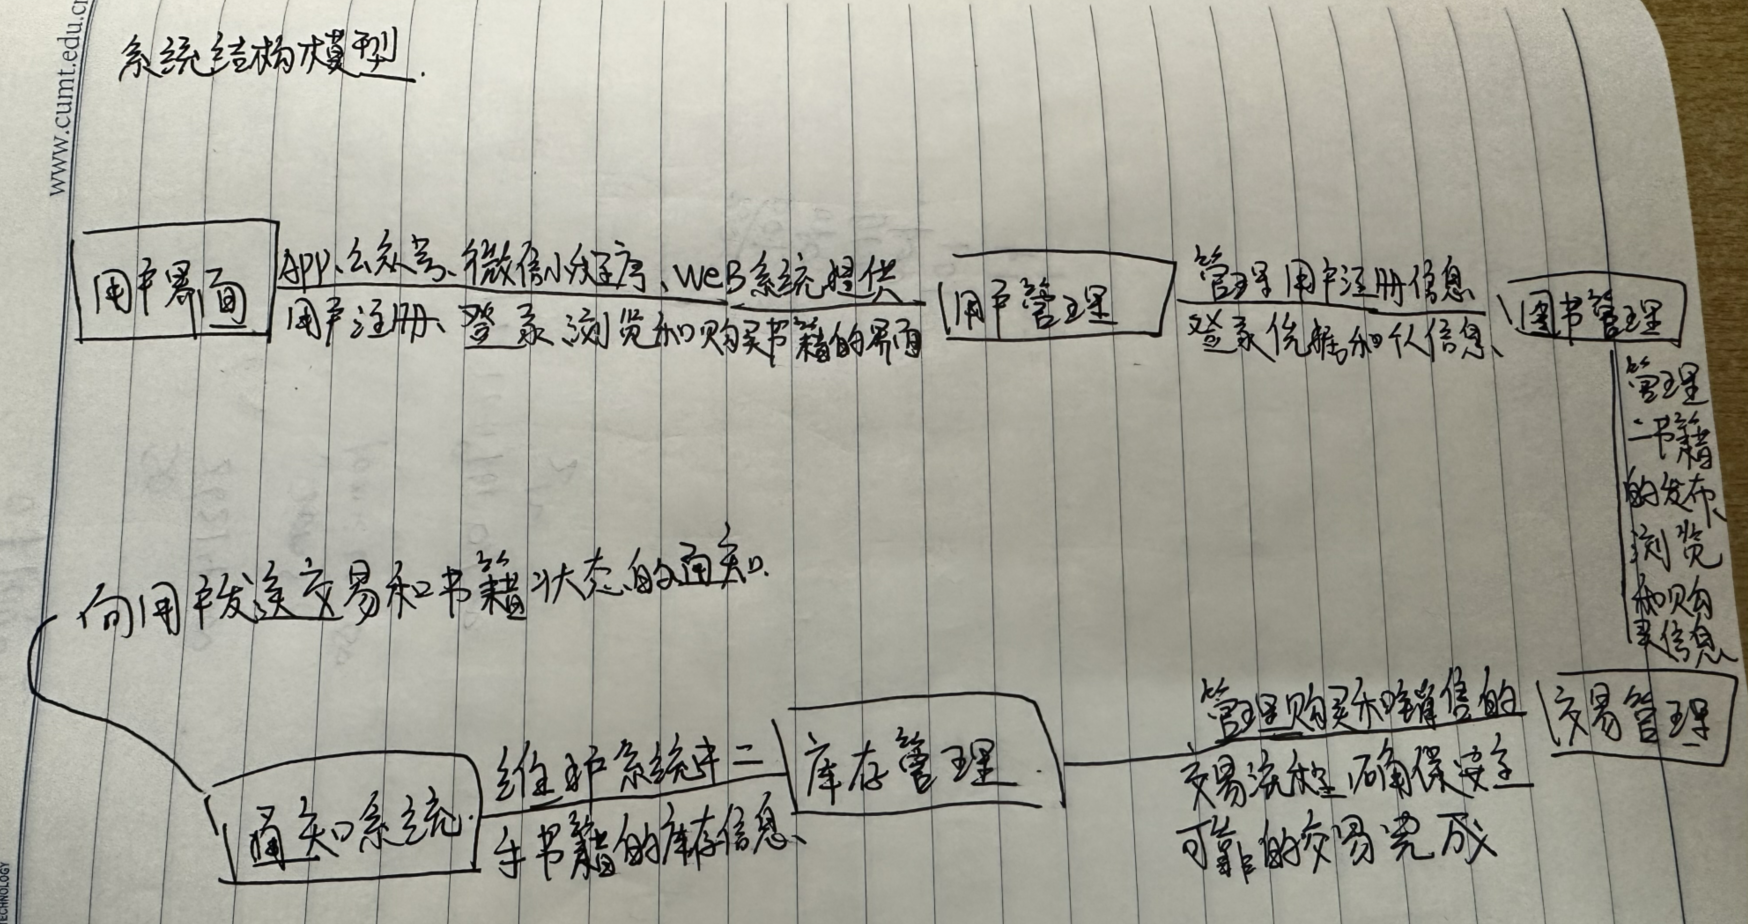 www.cumt.edu.cn
系统结构模型.
用户界面
APP、公众号、微信小程序、WeB系统提供
用户注册、登录浏览和购买书籍的界面
用户管理
管理用户注册信息
登录凭据和个人信息、
图书管理
管理
二书籍
的发布、
浏览
和购
买信息
向用户发送交易和书籍状态的通知.
交易管理
管理购买和销售的
交易流程,确保安全
可靠的交易完成
库存管理
维护系统中二
手书籍的库存信息、
通知系统
TECHNOLOGY